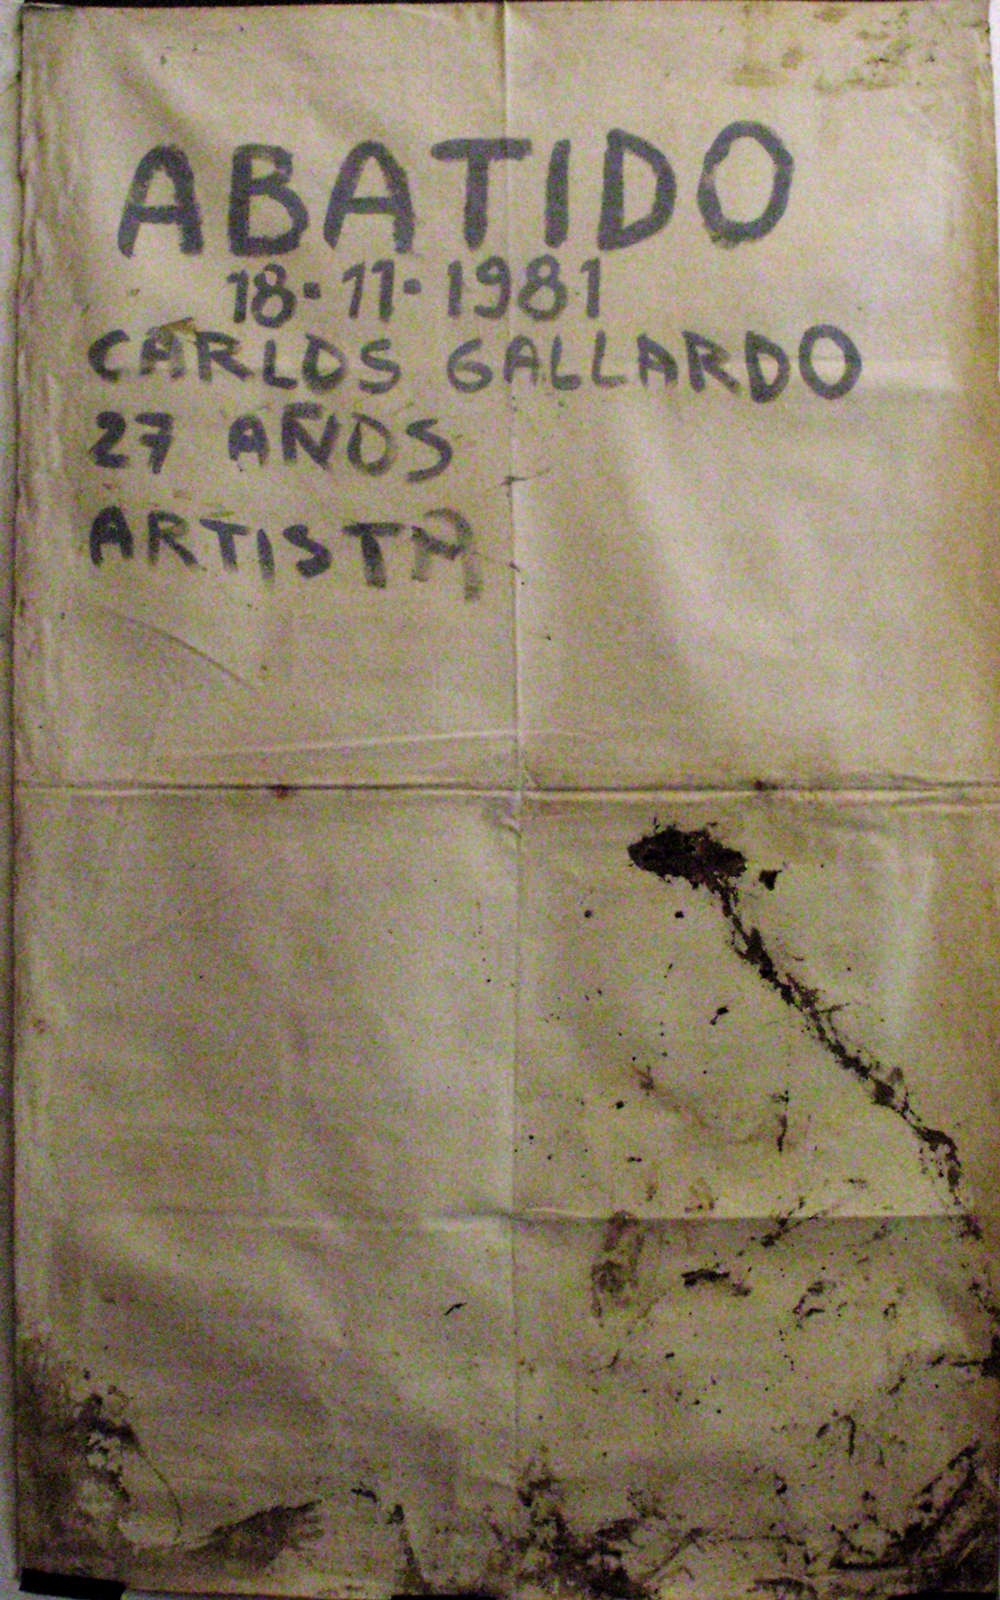 ABATIDO
18·11·1981
CARLOS GALLARDO
27 AÑOS
ARTISTA